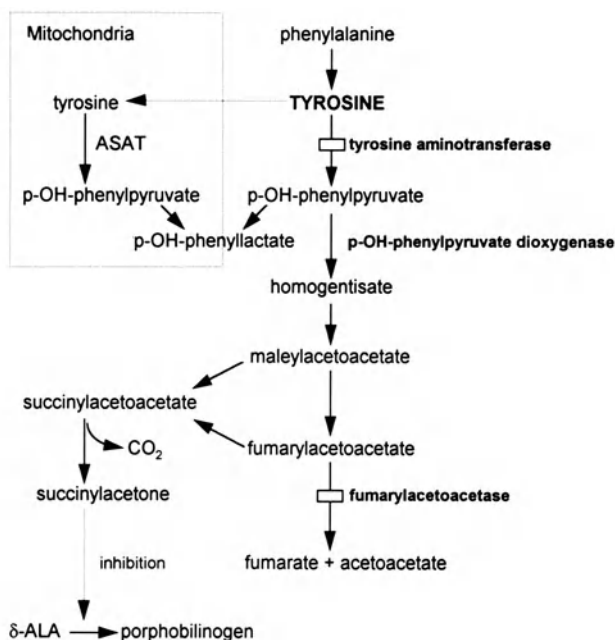 Mitochondria
phenylalanine
tyrosine
TYROSINE
ASAT
tyrosine aminotransferase
p-OH-phenylpyruvate
p-OH-phenylpyruvate
p-OH-phenyllactate
p-OH-phenylpyruvate dioxygenase
homogentisate
maleylacetoacetate
succinylacetoacetate
CO₂
fumarylacetoacetate
succinylacetone
fumarylacetoacetase
inhibition
fumarate + acetoacetate
δ-ALA
porphobilinogen